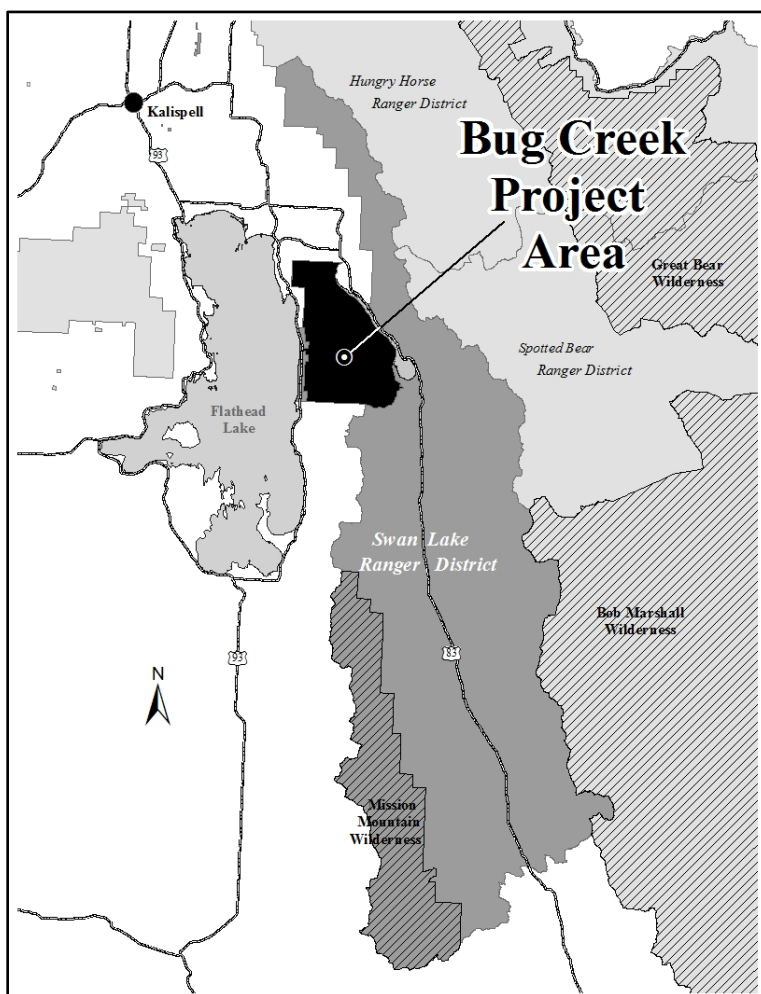 Kalispell
93
Hungry Horse
Ranger District
Bug Creek
Project
Area
Great Bear
Wilderness
Spotted Bear
Ranger District
Flathead
Lake
Swan Lake
Ranger District
Bob Marshall
Wilderness
93
83
N
Mission
Mountain
Wilderness